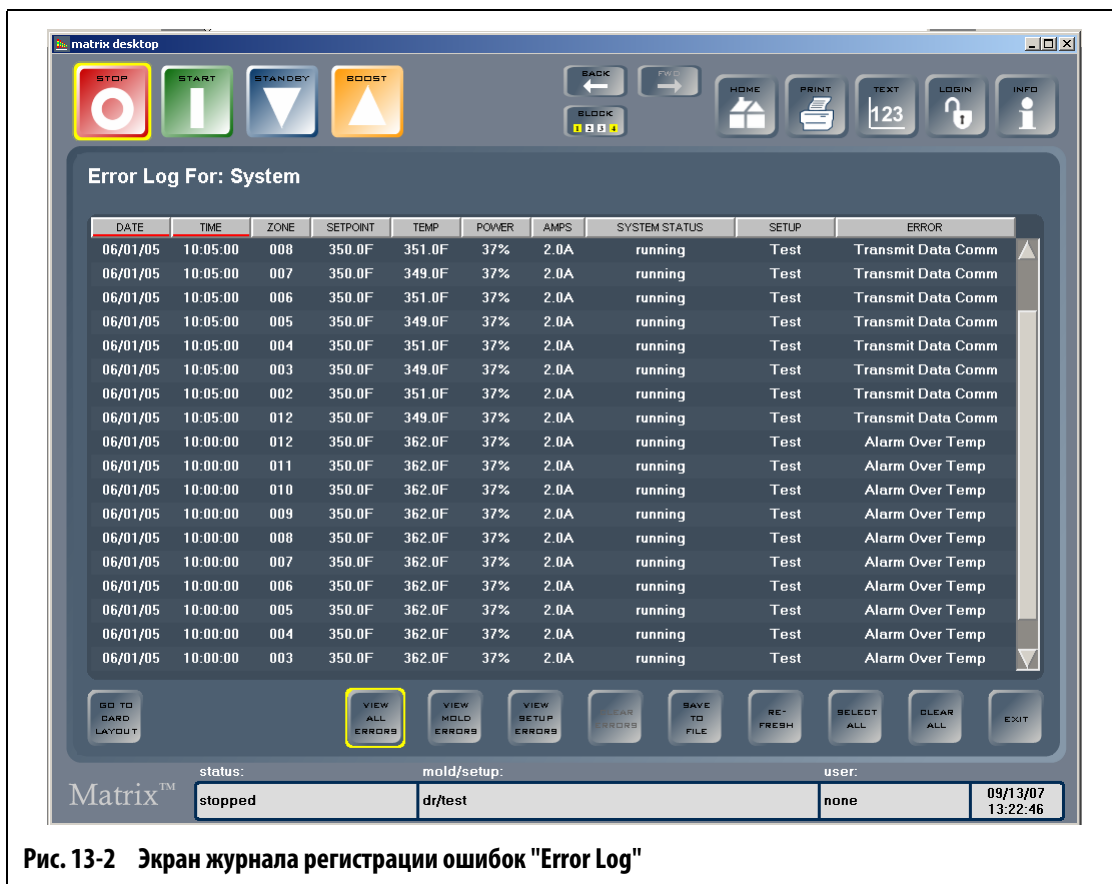 matrix desktop
STOP START STANDBY BOOST BACK FWD
BLOCK
1 2 3 4
HOME PRINT TEXT LOGIN INFO
123
Error Log For: System
DATE TIME ZONE SETPOINT TEMP POWER AMPS SYSTEM STATUS SETUP ERROR
06/01/05 10:05:00 008 350.0F 351.0F 37% 2.0A running Test Transmit Data Comm
06/01/05 10:05:00 007 350.0F 349.0F 37% 2.0A running Test Transmit Data Comm
06/01/05 10:05:00 006 350.0F 351.0F 37% 2.0A running Test Transmit Data Comm
06/01/05 10:05:00 005 350.0F 349.0F 37% 2.0A running Test Transmit Data Comm
06/01/05 10:05:00 004 350.0F 351.0F 37% 2.0A running Test Transmit Data Comm
06/01/05 10:05:00 003 350.0F 349.0F 37% 2.0A running Test Transmit Data Comm
06/01/05 10:05:00 002 350.0F 351.0F 37% 2.0A running Test Transmit Data Comm
06/01/05 10:05:00 012 350.0F 349.0F 37% 2.0A running Test Transmit Data Comm
06/01/05 10:00:00 012 350.0F 362.0F 37% 2.0A running Test Alarm Over Temp
06/01/05 10:00:00 011 350.0F 362.0F 37% 2.0A running Test Alarm Over Temp
06/01/05 10:00:00 010 350.0F 362.0F 37% 2.0A running Test Alarm Over Temp
06/01/05 10:00:00 009 350.0F 362.0F 37% 2.0A running Test Alarm Over Temp
06/01/05 10:00:00 008 350.0F 362.0F 37% 2.0A running Test Alarm Over Temp
06/01/05 10:00:00 007 350.0F 362.0F 37% 2.0A running Test Alarm Over Temp
06/01/05 10:00:00 006 350.0F 362.0F 37% 2.0A running Test Alarm Over Temp
06/01/05 10:00:00 005 350.0F 362.0F 37% 2.0A running Test Alarm Over Temp
06/01/05 10:00:00 004 350.0F 362.0F 37% 2.0A running Test Alarm Over Temp
06/01/05 10:00:00 003 350.0F 362.0F 37% 2.0A running Test Alarm Over Temp
GO TO
CARD
LAYOUT
VIEW
ALL
ERRORS
VIEW
MOLD
ERRORS
VIEW
SETUP
ERRORS
CLEAR
ERRORS
SAVE
TO
FILE
RE-
FRESH
SELECT
ALL
CLEAR
ALL
EXIT
status: mold/setup: user:
Matrix™ stopped dr/test none 09/13/07
13:22:46
Рис. 13-2 Экран журнала регистрации ошибок "Error Log"